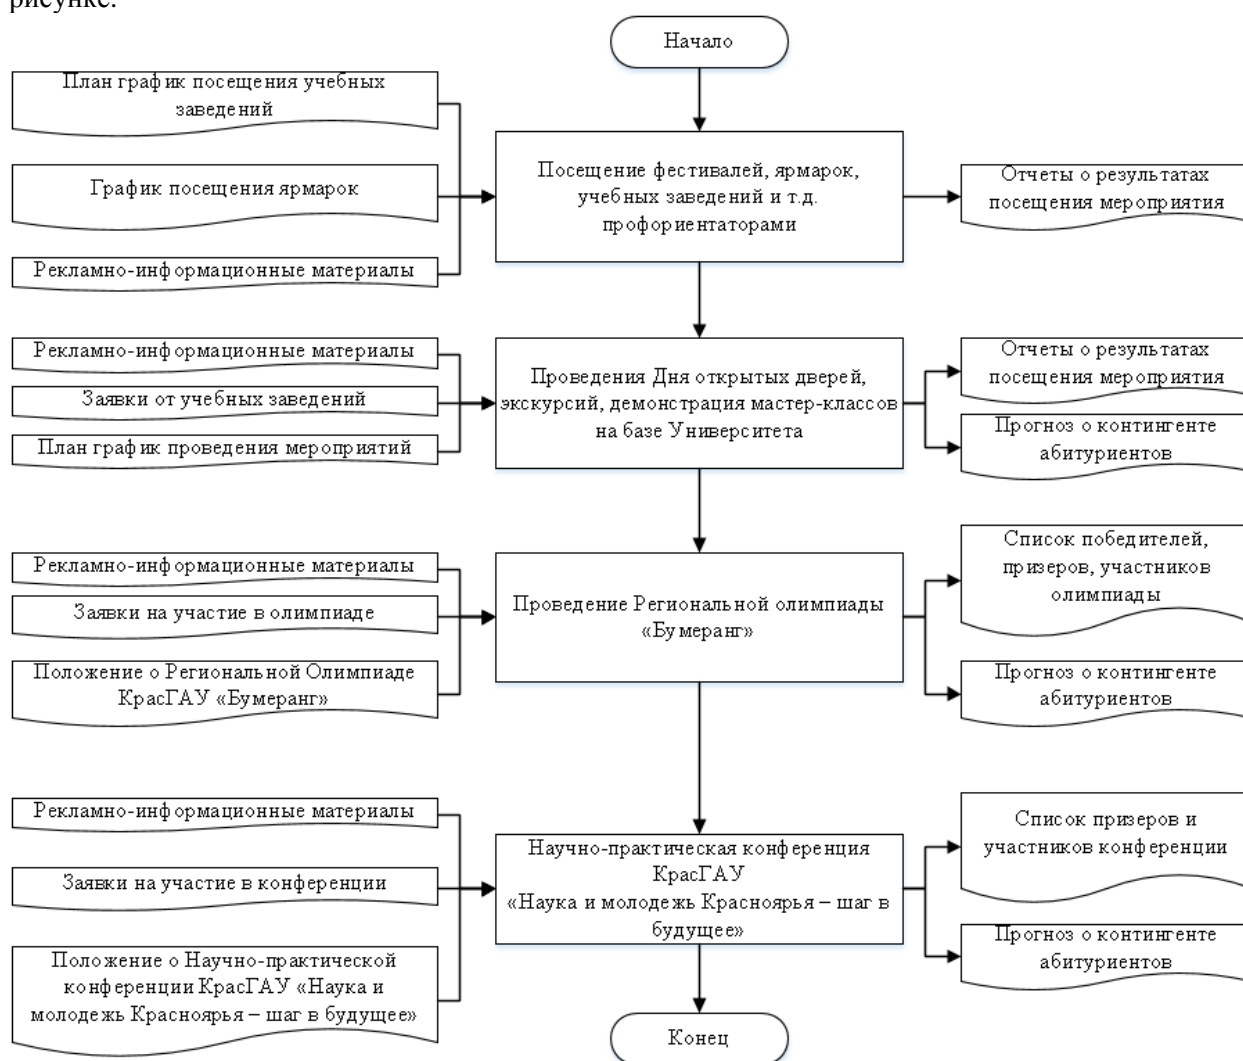 рисунке.
Начало
План график посещения учебных
заведений
График посещения ярмарок
Рекламно-информационные материалы
Посещение фестивалей, ярмарок,
учебных заведений и т.д.
профориентаторами
Отчеты о результатах
посещения мероприятия
Рекламно-информационные материалы
Заявки от учебных заведений
План график проведения мероприятий
Проведения Дня открытых дверей,
экскурсий, демонстрация мастер-классов
на базе Университета
Отчеты о результатах
посещения мероприятия
Прогноз о контингенте
абитуриентов
Рекламно-информационные материалы
Заявки на участие в олимпиаде
Положение о Региональной Олимпиаде
КрасГАУ «Бумеранг»
Проведение Региональной олимпиады
«Бумеранг»
Список победителей,
призеров, участников
олимпиады
Прогноз о контингенте
абитуриентов
Рекламно-информационные материалы
Заявки на участие в конференции
Положение о Научно-практической
конференции КрасГАУ «Наука и
молодежь Красноярья – шаг в будущее»
Научно-практическая конференция
КрасГАУ
«Наука и молодежь Красноярья – шаг в
будущее»
Список призеров и
участников конференции
Прогноз о контингенте
абитуриентов
Конец